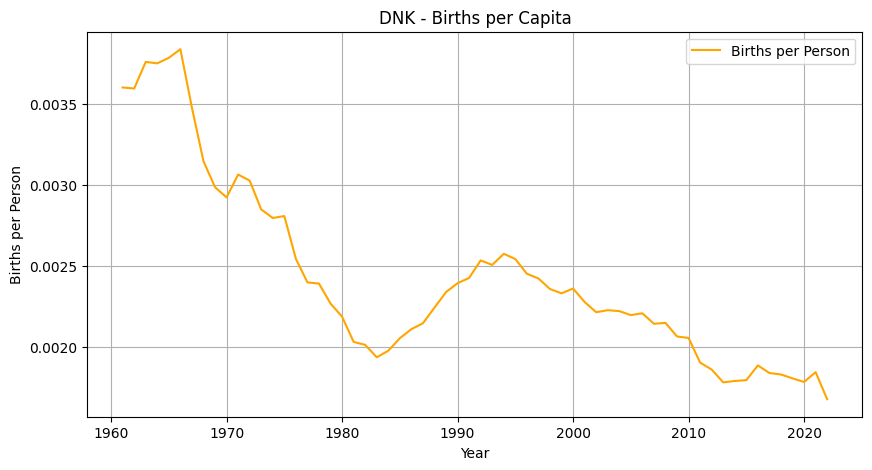 DNK - Births per Capita
Births per Person
Births per Person
0.0035
0.0030
0.0025
0.0020
1960 1970 1980 1990 2000 2010 2020
Year